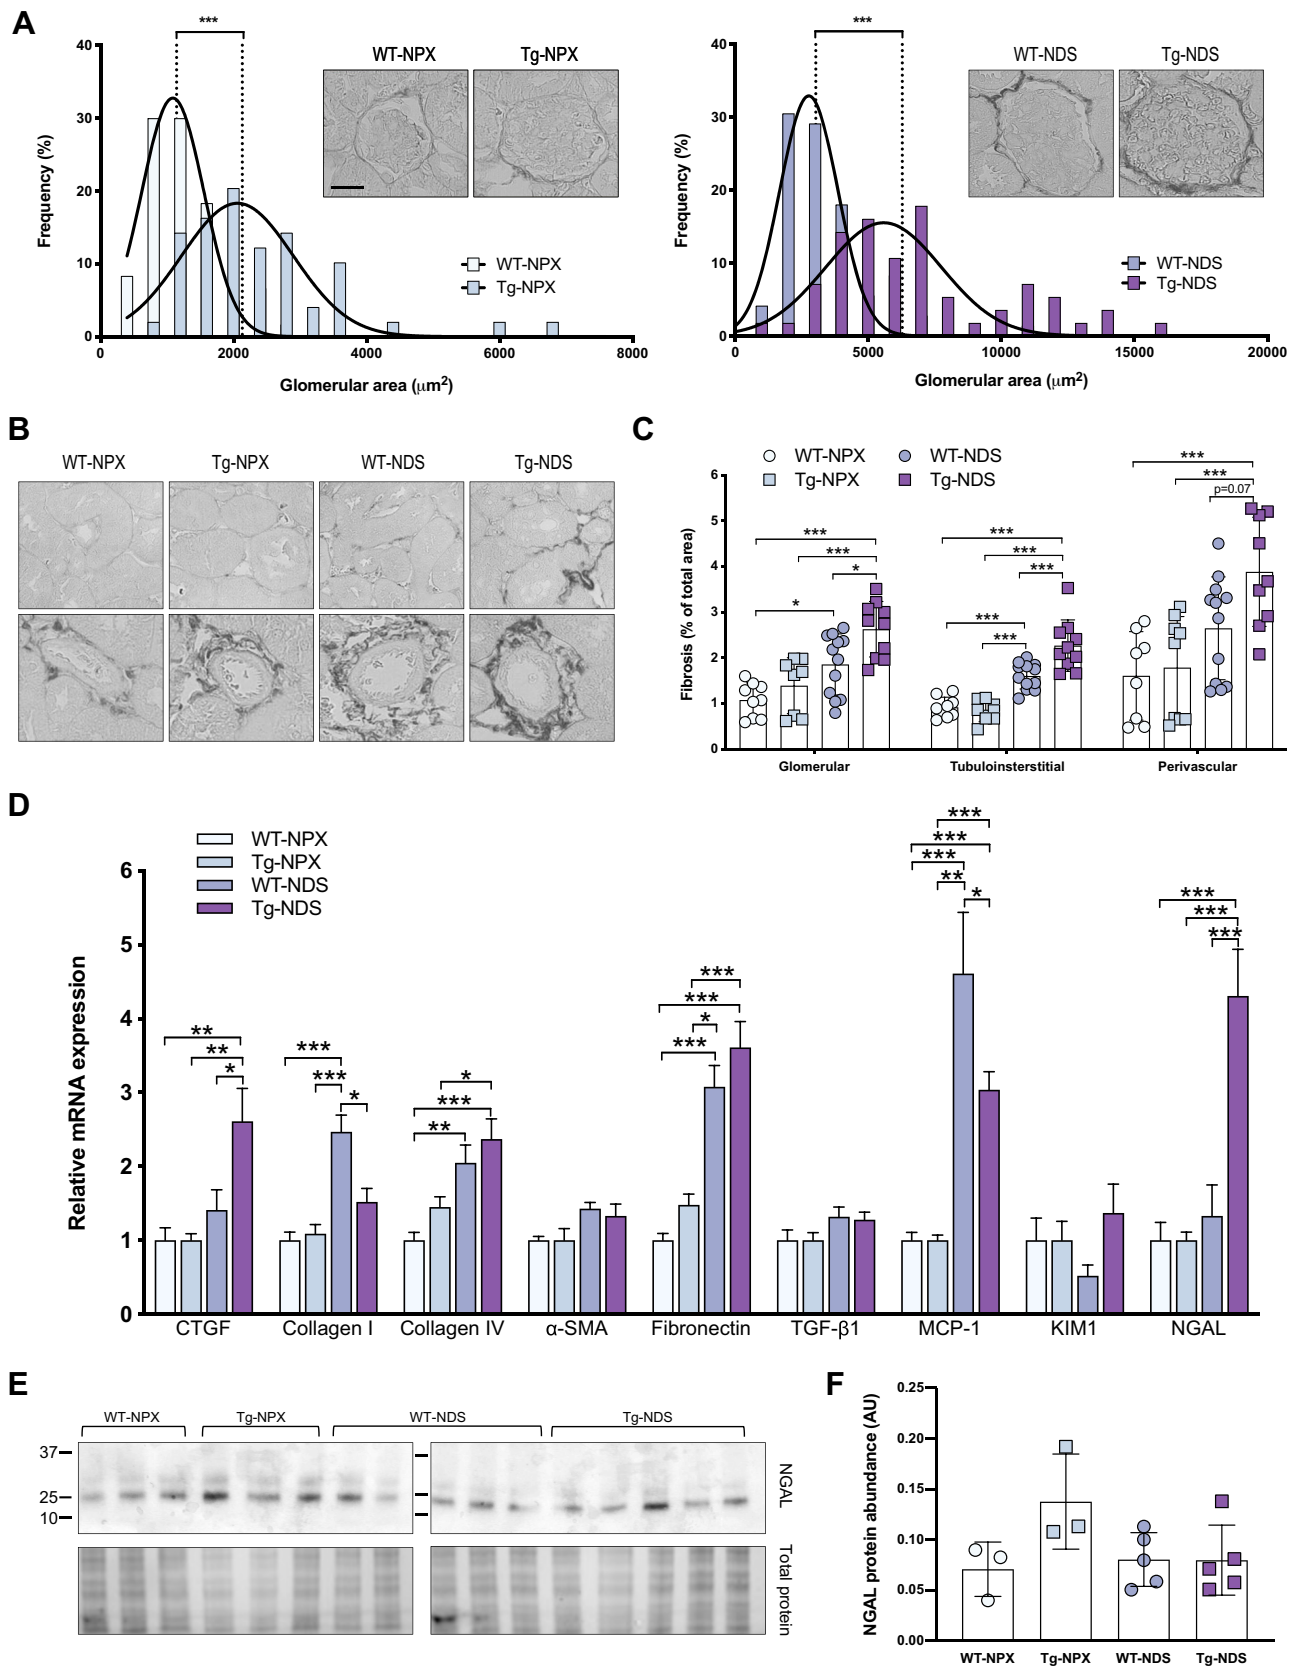 A
***
WT-NPX Tg-NPX
40
30
20
10
0
Frequency (%)
WT-NPX
Tg-NPX
0 2000 4000 6000 8000
Glomerular area (μm²)
***
WT-NDS Tg-NDS
40
30
20
10
0
Frequency (%)
WT-NDS
Tg-NDS
0 5000 10000 15000 20000
Glomerular area (μm²)
B
WT-NPX Tg-NPX WT-NDS Tg-NDS
C
WT-NPX WT-NDS
Tg-NPX Tg-NDS
6
5
4
3
2
1
0
Fibrosis (% of total area)
***
***
*
*
***
***
***
***
***
***
***
p=0.07
Glomerular Tubuloinsterstitial Perivascular
D
WT-NPX
Tg-NPX
WT-NDS
Tg-NDS
6
5
4
3
2
1
0
Relative mRNA expression
**
**
*
***
***
*
*
***
**
***
***
*
***
***
***
***
**
*
***
***
***
CTGF Collagen I Collagen IV α-SMA Fibronectin TGF-β1 MCP-1 KIM1 NGAL
E
WT-NPX Tg-NPX WT-NDS Tg-NDS
37
25
10
NGAL
Total protein
F
0.25
0.20
0.15
0.10
0.05
0.00
NGAL protein abundance (AU)
WT-NPX Tg-NPX WT-NDS Tg-NDS